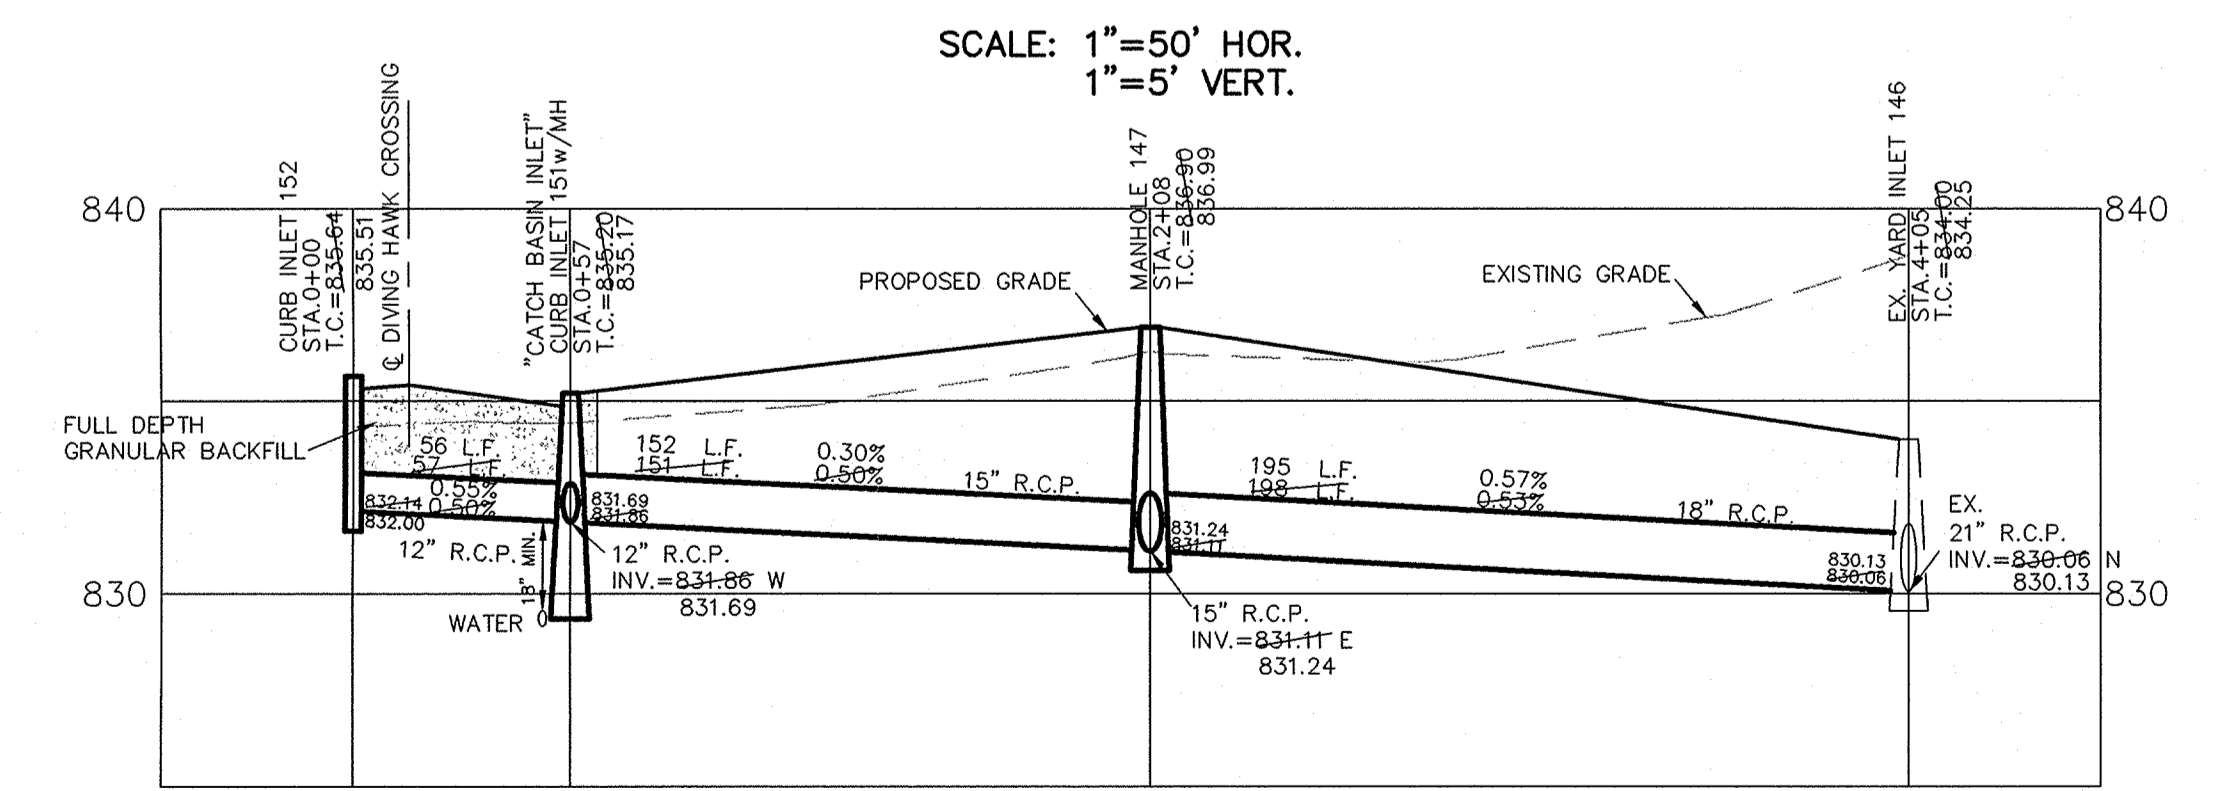 SCALE: 1"=50' HOR.
1"=5' VERT.
CURB INLET 152
STA.0+00
T.C.=835.64
835.51
℄ DIVING HAWK CROSSING
"CATCH BASIN INLET"
CURB INLET 151w/MH
STA.0+57
T.C.=835.20
835.17
MANHOLE 147
STA.2+08
T.C.=836.90
836.99
EX. YARD INLET 146
STA.4+05
T.C.=834.00
834.25
840
840
PROPOSED GRADE
EXISTING GRADE
FULL DEPTH
GRANULAR BACKFILL
56 L.F.
57 L.F.
0.55%
0.50%
832.14
832.00
12" R.C.P.
18" MIN.
WATER
152 L.F.
151 L.F.
0.30%
0.50%
15" R.C.P.
831.69
831.86
12" R.C.P.
INV.=831.86 W
831.69
195 L.F.
198 L.F.
0.57%
0.53%
18" R.C.P.
831.24
831.11
15" R.C.P.
INV.=831.11 E
831.24
830.13
830.06
EX.
21" R.C.P.
INV.=830.06 N
830.13
830
830